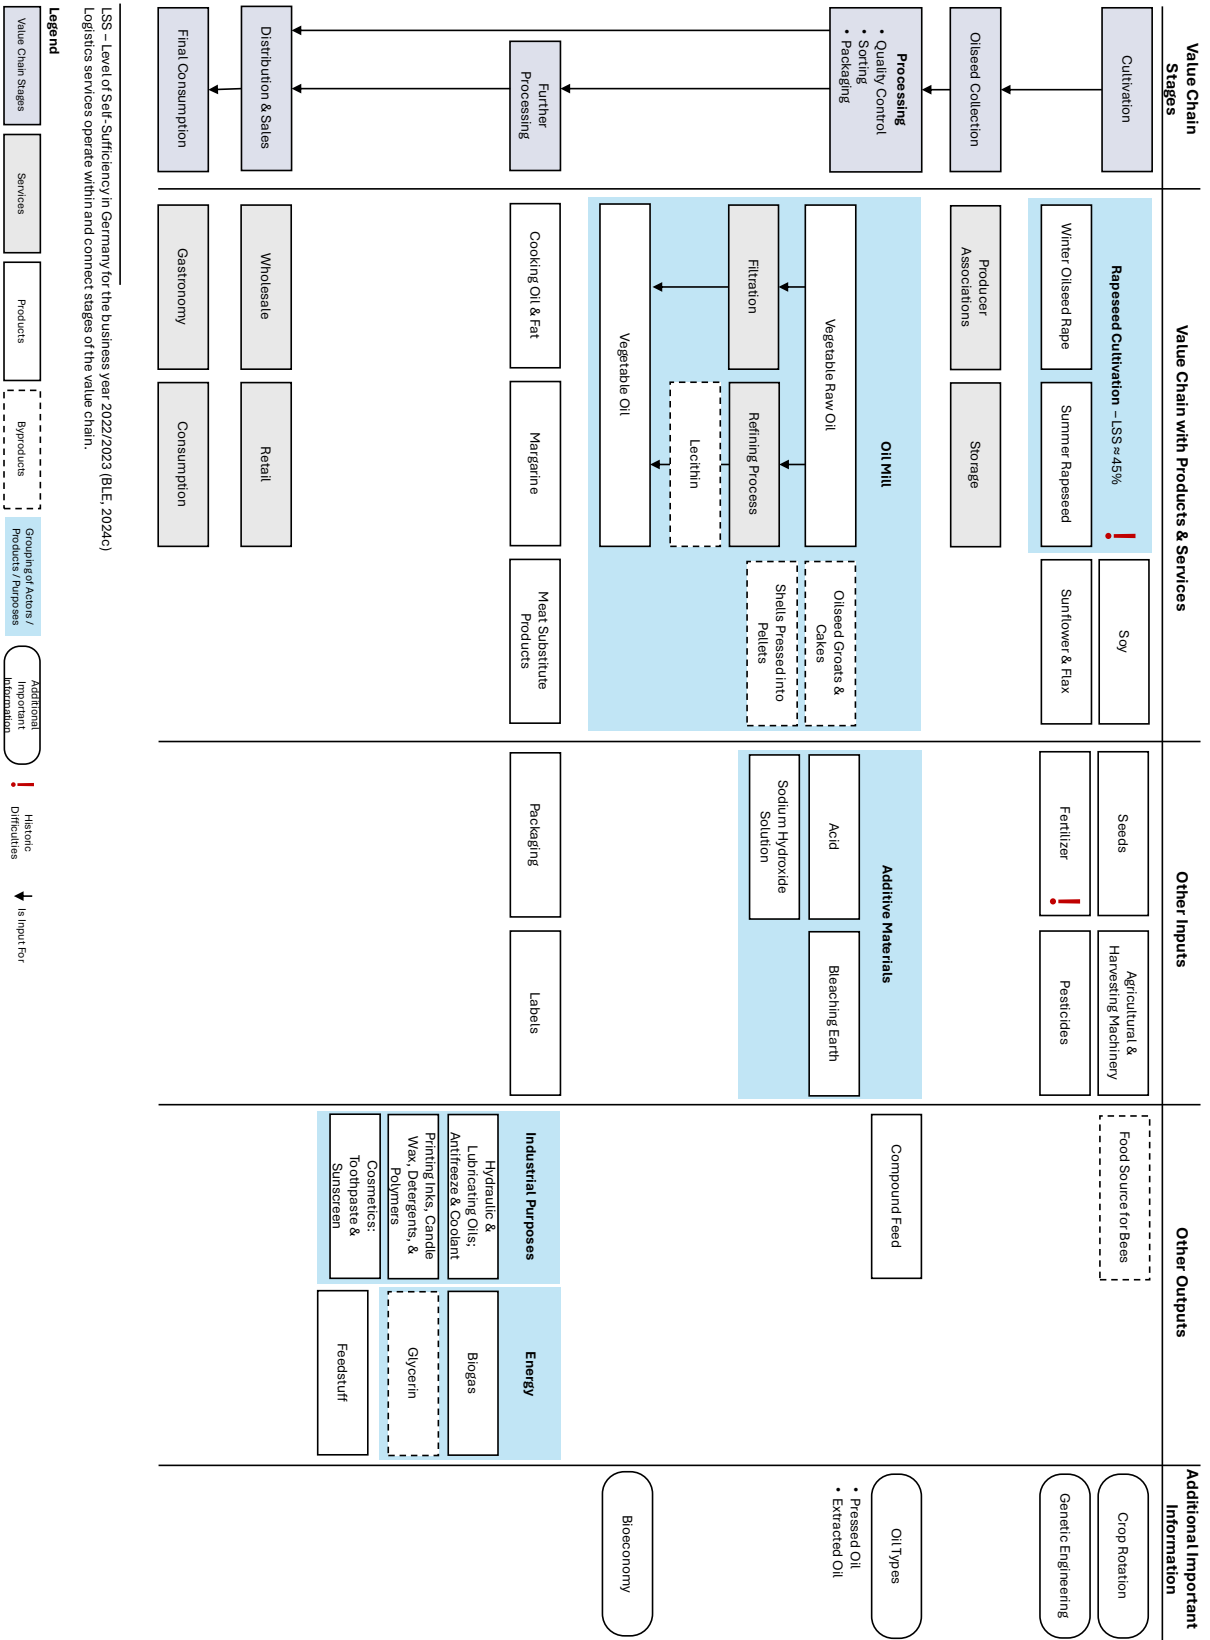 Value Chain
Stages
Value Chain with Products & Services
Other Inputs
Other Outputs
Additional Important
Information
Cultivation
Rapeseed Cultivation – LSS ≈ 45%
Winter Oilseed Rape
Summer Rapeseed
Soy
Sunflower & Flax
Seeds
Agricultural &
Harvesting Machinery
Fertilizer
Pesticides
Food Source for Bees
Crop Rotation
Genetic Engineering
Oilseed Collection
Producer
Associations
Storage
Processing
• Quality Control
• Sorting
• Packaging
Oil Mill
Vegetable Raw Oil
Oilseed Groats &
Cakes
Filtration
Refining Process
Shells Pressed into
Pellets
Lecithin
Vegetable Oil
Additive Materials
Acid
Bleaching Earth
Sodium Hydroxide
Solution
Compound Feed
Oil Types
• Pressed Oil
• Extracted Oil
Bioeconomy
Further
Processing
Cooking Oil & Fat
Margarine
Meat Substitute
Products
Packaging
Labels
Industrial Purposes
Hydraulic &
Lubricating Oils;
Antifreeze & Coolant
Printing Inks, Candle
Wax, Detergents, &
Polymers
Cosmetics:
Toothpaste &
Sunscreen
Energy
Biogas
Glycerin
Feedstuff
Distribution & Sales
Wholesale
Retail
Final Consumption
Gastronomy
Consumption
LSS – Level of Self-Sufficiency in Germany for the business year 2022/2023 (BLE, 2024c)
Logistics services operate within and connect stages of the value chain.
Legend
Value Chain Stages
Services
Products
Byproducts
Grouping of Actors /
Products / Purposes
Additional
Important
Information
Historic
Difficulties
Is Input For